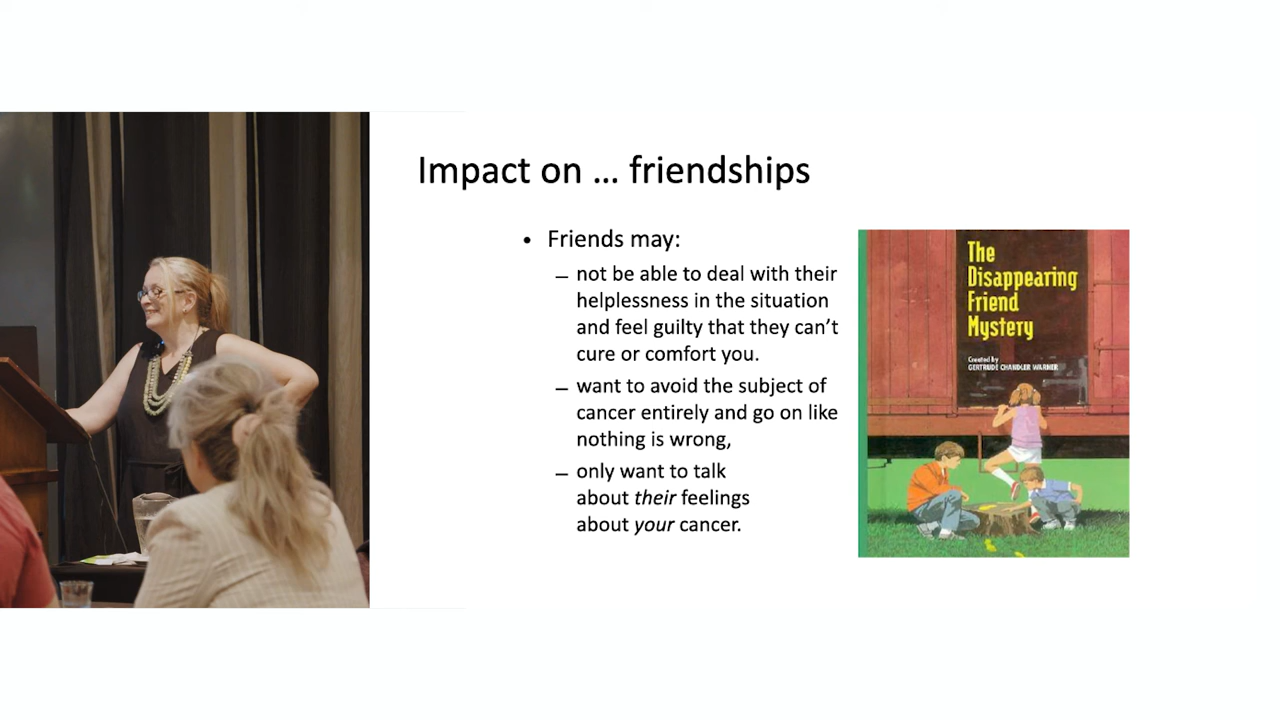 Impact on ... friendships
• Friends may:
– not be able to deal with their
helplessness in the situation
and feel guilty that they can't
cure or comfort you.
– want to avoid the subject of
cancer entirely and go on like
nothing is wrong,
– only want to talk
about their feelings
about your cancer.
The
Disappearing
Friend
Mystery
Created by
GERTRUDE CHANDLER WARNER